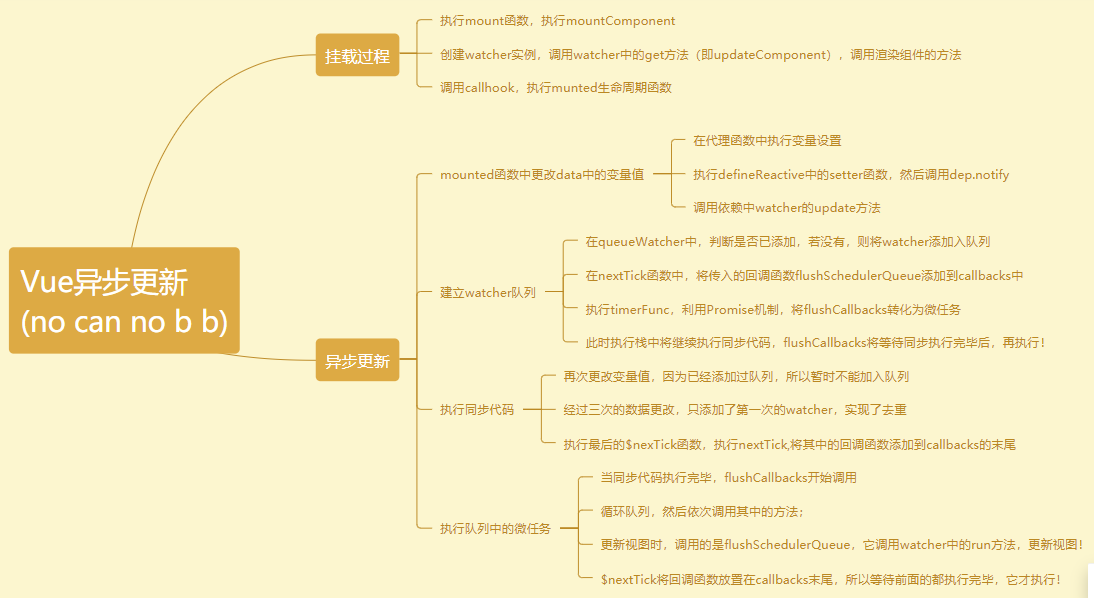 执行mount函数，执行mountComponent
挂载过程
创建watcher实例，调用watcher中的get方法（即updateComponent），调用渲染组件的方法
调用callhook，执行munted生命周期函数
Vue异步更新
(no can no b b)
异步更新
mounted函数中更改data中的变量值
在代理函数中执行变量设置
执行defineReactive中的setter函数，然后调用dep.notify
调用依赖中watcher的update方法
建立watcher队列
在queueWatcher中，判断是否已添加，若没有，则将watcher添加入队列
在nextTick函数中，将传入的回调函数flushSchedulerQueue添加到callbacks中
执行timerFunc，利用Promise机制，将flushCallbacks转化为微任务
此时执行栈中将继续执行同步代码，flushCallbacks将等待同步执行完毕后，再执行！
执行同步代码
再次更改变量值，因为已经添加过队列，所以暂时不能加入队列
经过三次的数据更改，只添加了第一次的watcher，实现了去重
执行最后的$nexTick函数，执行nextTick,将其中的回调函数添加到callbacks的末尾
执行队列中的微任务
当同步代码执行完毕，flushCallbacks开始调用
循环队列，然后依次调用其中的方法；
更新视图时，调用的是flushSchedulerQueue，它调用watcher中的run方法，更新视图！
$nextTick将回调函数放置在callbacks末尾，所以等待前面的都执行完毕，它才执行！